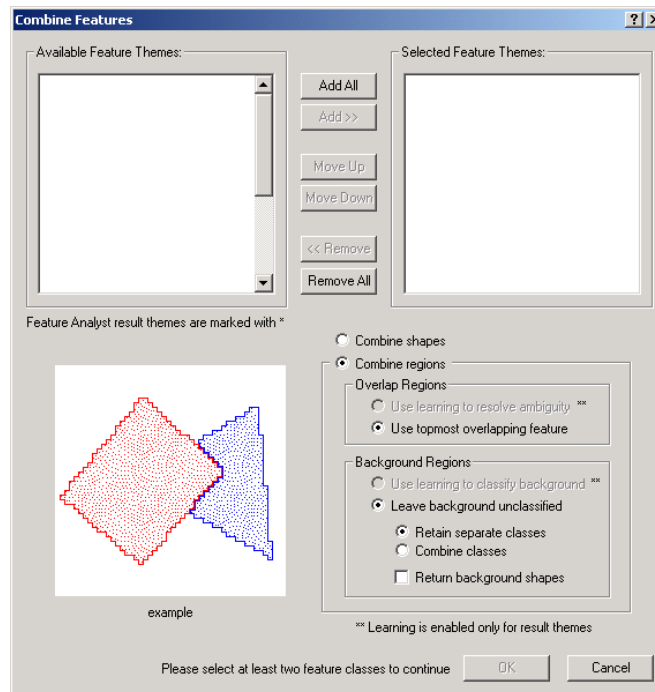 Combine Features
Available Feature Themes:
Selected Feature Themes:
Add All
Add >>
Move Up
Move Down
<< Remove
Remove All
Feature Analyst result themes are marked with *
Combine shapes
Combine regions
Overlap Regions
Use learning to resolve ambiguity **
Use topmost overlapping feature
Background Regions
Use learning to classify background **
Leave background unclassified
Retain separate classes
Combine classes
Return background shapes
example
** Learning is enabled only for result themes
Please select at least two feature classes to continue
OK
Cancel